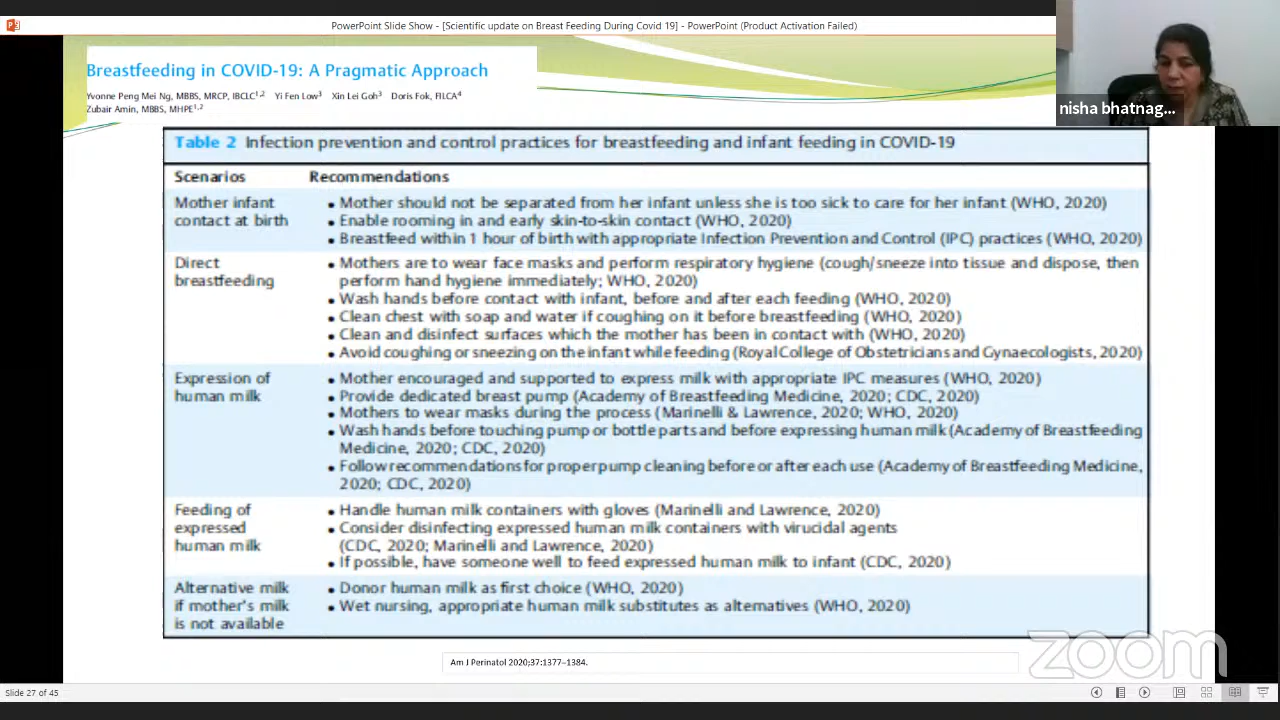 PowerPoint Slide Show - [Scientific update on Breast Feeding During Covid 19] - PowerPoint (Product Activation Failed)
nisha bhatnag...
Breastfeeding in COVID-19: A Pragmatic Approach
Yvonne Peng Mei Ng, MBBS, MRCP, IBCLC1,2 Yi Fen Low3 Xin Lei Goh3 Doris Fok, FILCA4
Zubair Amin, MBBS, MHPE1,2
Table 2 Infection prevention and control practices for breastfeeding and infant feeding in COVID-19
Scenarios Recommendations
Mother infant contact at birth
• Mother should not be separated from her infant unless she is too sick to care for her infant (WHO, 2020)
• Enable rooming in and early skin-to-skin contact (WHO, 2020)
• Breastfeed within 1 hour of birth with appropriate Infection Prevention and Control (IPC) practices (WHO, 2020)
Direct breastfeeding
• Mothers are to wear face masks and perform respiratory hygiene (cough/sneeze into tissue and dispose, then
perform hand hygiene immediately; WHO, 2020)
• Wash hands before contact with infant, before and after each feeding (WHO, 2020)
• Clean chest with soap and water if coughing on it before breastfeeding (WHO, 2020)
• Clean and disinfect surfaces which the mother has been in contact with (WHO, 2020)
• Avoid coughing or sneezing on the infant while feeding (Royal College of Obstetricians and Gynaecologists, 2020)
Expression of human milk
• Mother encouraged and supported to express milk with appropriate IPC measures (WHO, 2020)
• Provide dedicated breast pump (Academy of Breastfeeding Medicine, 2020; CDC, 2020)
• Mothers to wear masks during the process (Marinelli & Lawrence, 2020; WHO, 2020)
• Wash hands before touching pump or bottle parts and before expressing human milk (Academy of Breastfeeding
Medicine, 2020; CDC, 2020)
• Follow recommendations for proper pump cleaning before or after each use (Academy of Breastfeeding Medicine,
2020; CDC, 2020)
Feeding of expressed human milk
• Handle human milk containers with gloves (Marinelli and Lawrence, 2020)
• Consider disinfecting expressed human milk containers with virucidal agents
(CDC, 2020; Marinelli and Lawrence, 2020)
• If possible, have someone well to feed expressed human milk to infant (CDC, 2020)
Alternative milk if mother's milk is not available
• Donor human milk as first choice (WHO, 2020)
• Wet nursing, appropriate human milk substitutes as alternatives (WHO, 2020)
Am J Perinatol 2020;37:1377–1384.
zoom
Slide 27 of 45